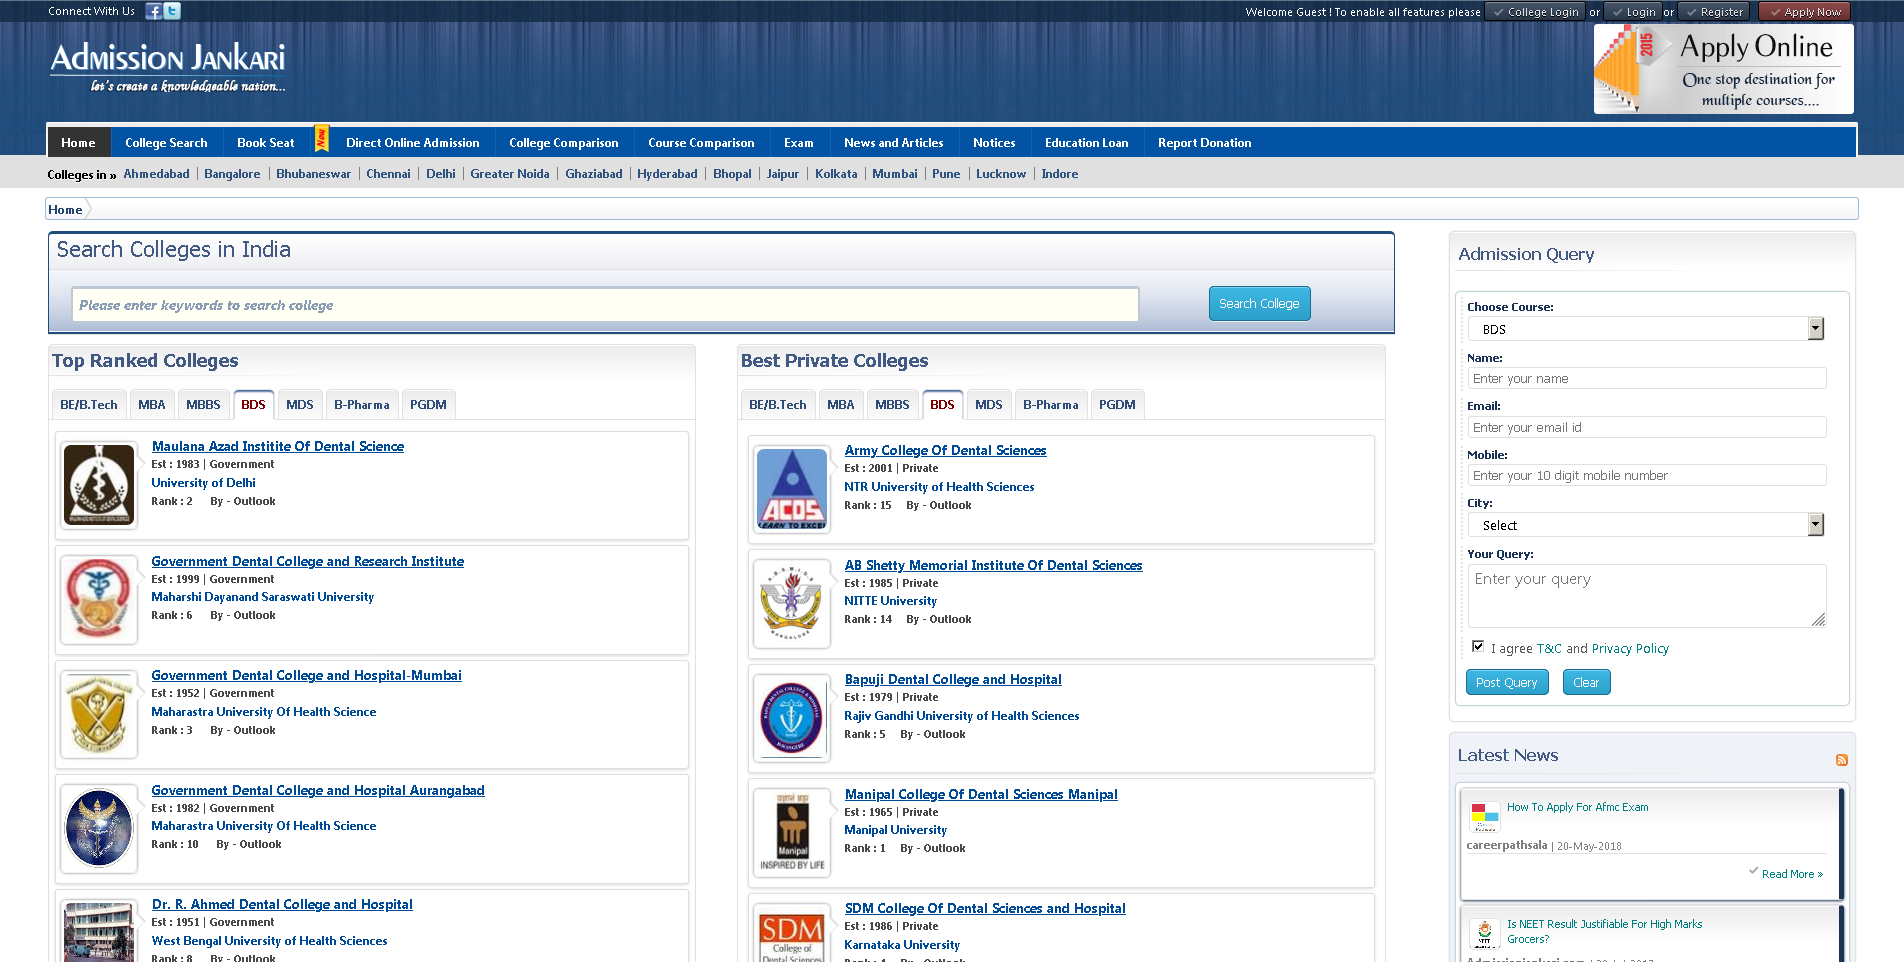 Connect With Us
Welcome Guest ! To enable all features please College Login or Login or Register Apply Now
Admission Jankari
let's create a knowledgeable nation...
2015
Apply Online
One stop destination for
multiple courses....
Home College Search Book Seat New Direct Online Admission College Comparison Course Comparison Exam News and Articles Notices Education Loan Report Donation
Colleges in » Ahmedabad | Bangalore | Bhubaneswar | Chennai | Delhi | Greater Noida | Ghaziabad | Hyderabad | Bhopal | Jaipur | Kolkata | Mumbai | Pune | Lucknow | Indore
Home
Search Colleges in India
Please enter keywords to search college
Search College
Top Ranked Colleges
BE/B.Tech MBA MBBS BDS MDS B-Pharma PGDM
Maulana Azad Institite Of Dental Science
Est : 1983 | Government
University of Delhi
Rank : 2 By - Outlook
Government Dental College and Research Institute
Est : 1999 | Government
Maharshi Dayanand Saraswati University
Rank : 6 By - Outlook
Government Dental College and Hospital-Mumbai
Est : 1952 | Government
Maharastra University Of Health Science
Rank : 3 By - Outlook
Government Dental College and Hospital Aurangabad
Est : 1982 | Government
Maharastra University Of Health Science
Rank : 10 By - Outlook
Dr. R. Ahmed Dental College and Hospital
Est : 1951 | Government
West Bengal University of Health Sciences
Rank : 8 By - Outlook
Best Private Colleges
BE/B.Tech MBA MBBS BDS MDS B-Pharma PGDM
ACDS
LEARN TO EXCEL
Army College Of Dental Sciences
Est : 2001 | Private
NTR University of Health Sciences
Rank : 15 By - Outlook
AB Shetty Memorial Institute Of Dental Sciences
Est : 1985 | Private
NITTE University
Rank : 14 By - Outlook
Bapuji Dental College and Hospital
Est : 1979 | Private
Rajiv Gandhi University of Health Sciences
Rank : 5 By - Outlook
Manipal
INSPIRED BY LIFE
Manipal College Of Dental Sciences Manipal
Est : 1965 | Private
Manipal University
Rank : 1 By - Outlook
SDM
College of
Dental Sciences
SDM College Of Dental Sciences and Hospital
Est : 1986 | Private
Karnataka University
Rank : 4 By - Outlook
Admission Query
Choose Course:
BDS
Name:
Enter your name
Email:
Enter your email id
Mobile:
Enter your 10 digit mobile number
City:
Select
Your Query:
Enter your query
I agree T&C and Privacy Policy
Post Query Clear
Latest News
How To Apply For Afmc Exam
careerpathsala | 20-May-2018
Read More »
Is NEET Result Justifiable For High Marks
Grocers?